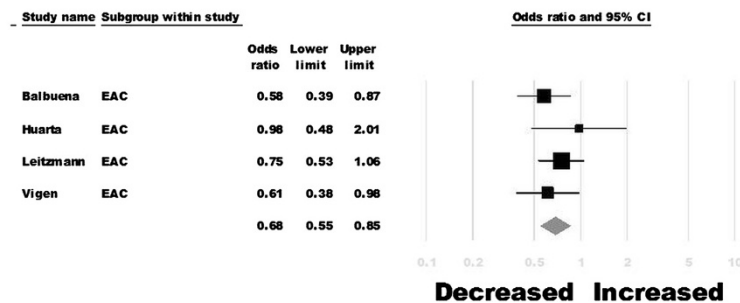 Study name Subgroup within study Odds ratio and 95% CI
Odds Lower Upper
ratio limit limit
Balbuena EAC 0.58 0.39 0.87
Huarta EAC 0.98 0.48 2.01
Leitzmann EAC 0.75 0.53 1.06
Vigen EAC 0.61 0.38 0.98
0.68 0.55 0.85
0.1 0.2 0.5 1 2 5 10
Decreased Increased